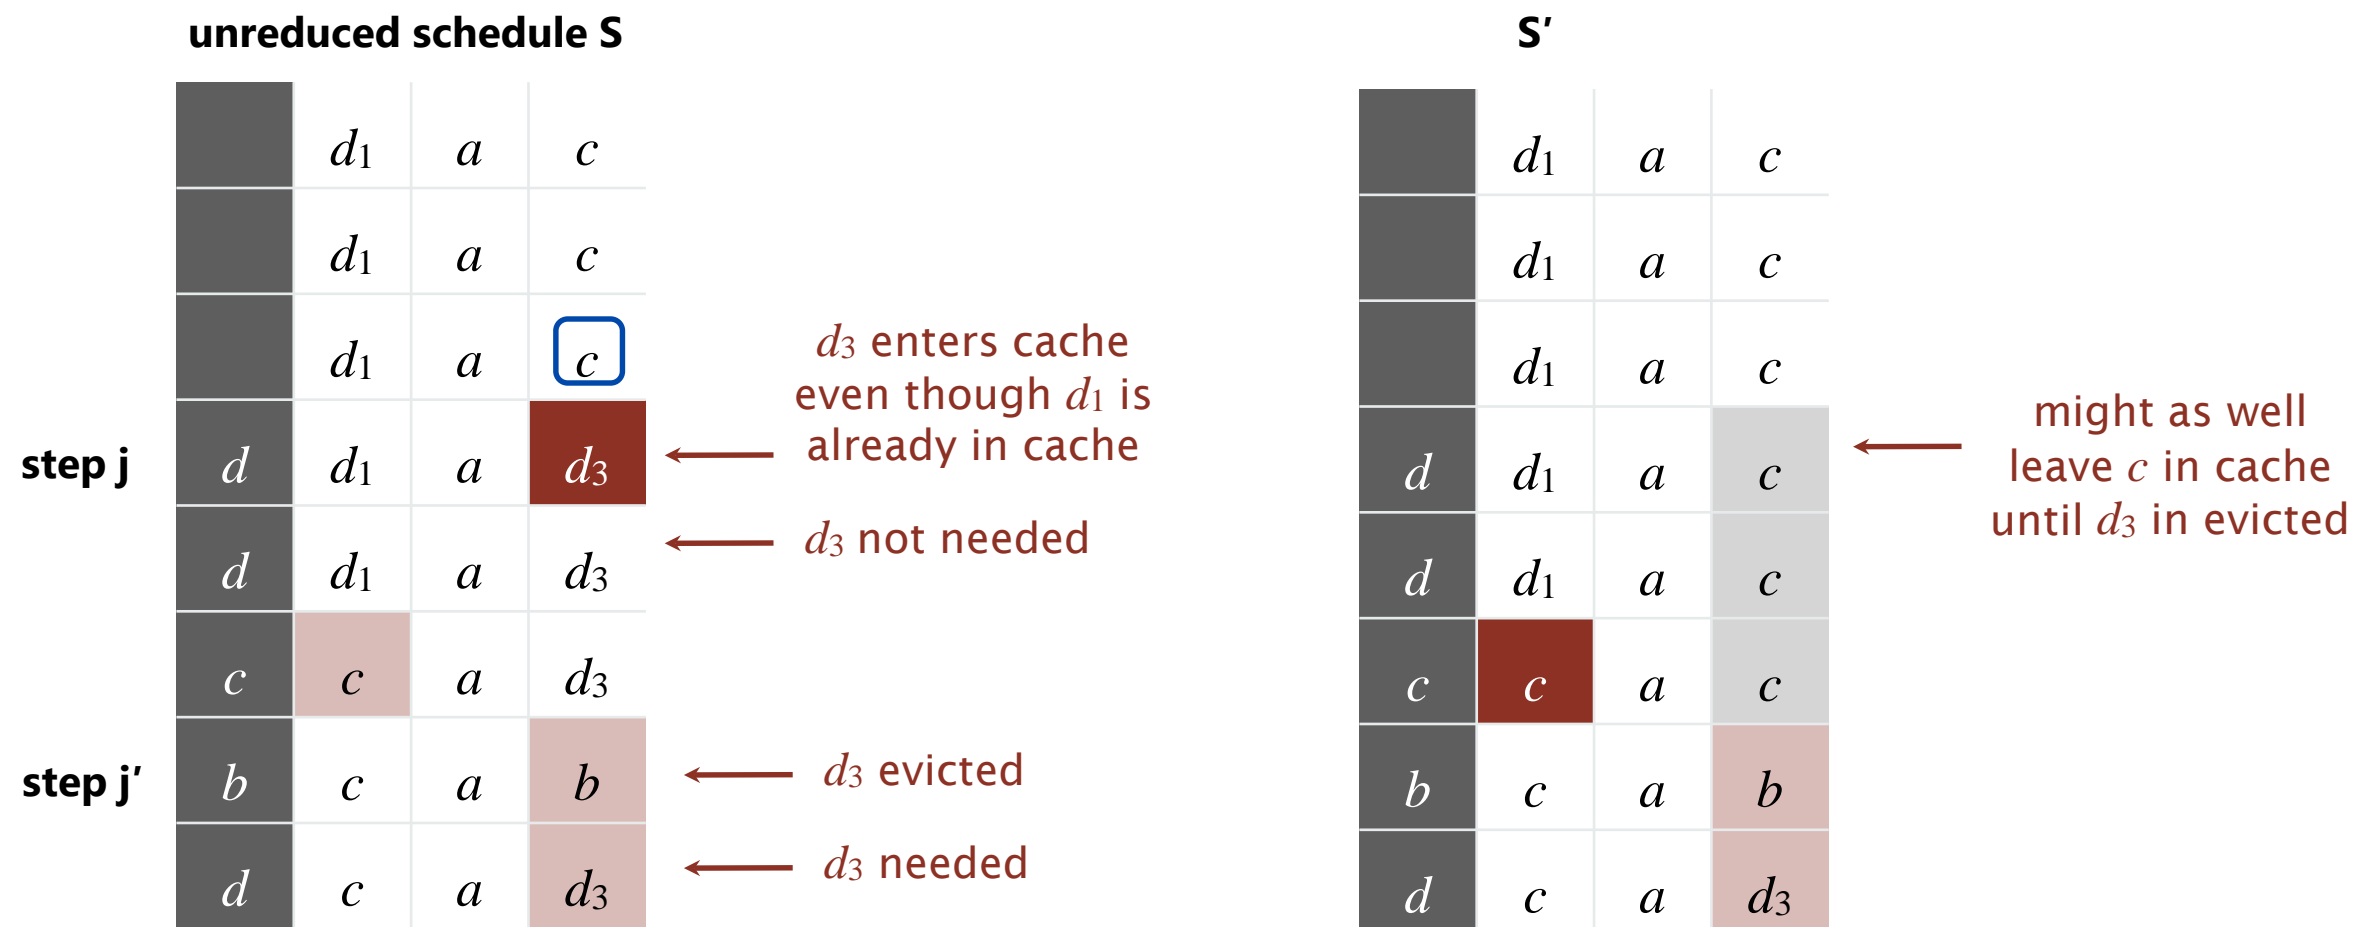 unreduced schedule S
d1 a c
d1 a c
d1 a c
step j d d1 a d3
d d1 a d3
c c a d3
step j′ b c a b
d c a d3
d3 enters cache
even though d1 is
already in cache
d3 not needed
d3 evicted
d3 needed
S′
d1 a c
d1 a c
d1 a c
d d1 a c
d d1 a c
c c a c
b c a b
d c a d3
might as well
leave c in cache
until d3 in evicted